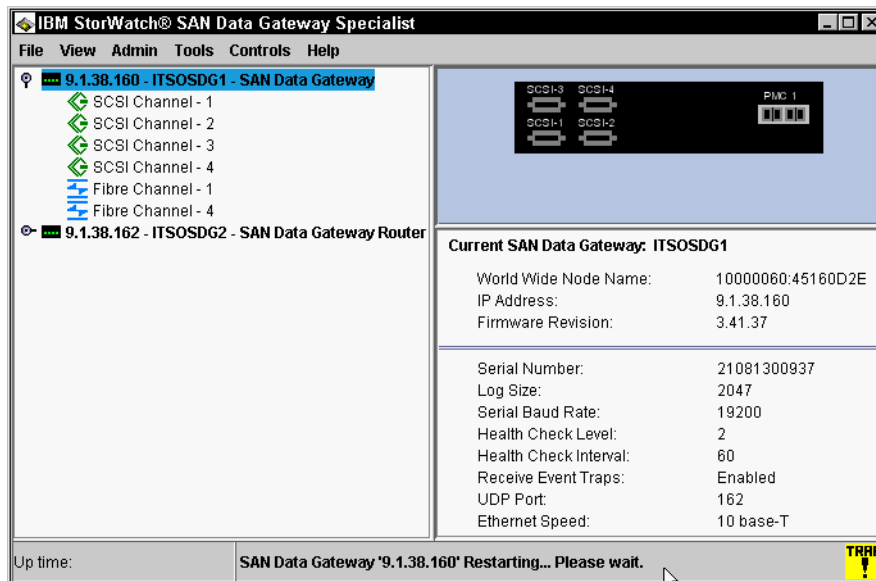 IBM StorWatch® SAN Data Gateway Specialist
File View Admin Tools Controls Help
9.1.38.160 - ITSOSDG1 - SAN Data Gateway
SCSI Channel - 1
SCSI Channel - 2
SCSI Channel - 3
SCSI Channel - 4
Fibre Channel - 1
Fibre Channel - 4
9.1.38.162 - ITSOSDG2 - SAN Data Gateway Router
SCSI-3 SCSI-4
PMC 1
SCSI-1 SCSI-2
Current SAN Data Gateway: ITSOSDG1
World Wide Node Name: 10000060:45160D2E
IP Address: 9.1.38.160
Firmware Revision: 3.41.37
Serial Number: 21081300937
Log Size: 2047
Serial Baud Rate: 19200
Health Check Level: 2
Health Check Interval: 60
Receive Event Traps: Enabled
UDP Port: 162
Ethernet Speed: 10 base-T
Up time: SAN Data Gateway '9.1.38.160' Restarting... Please wait.
TRAP
!